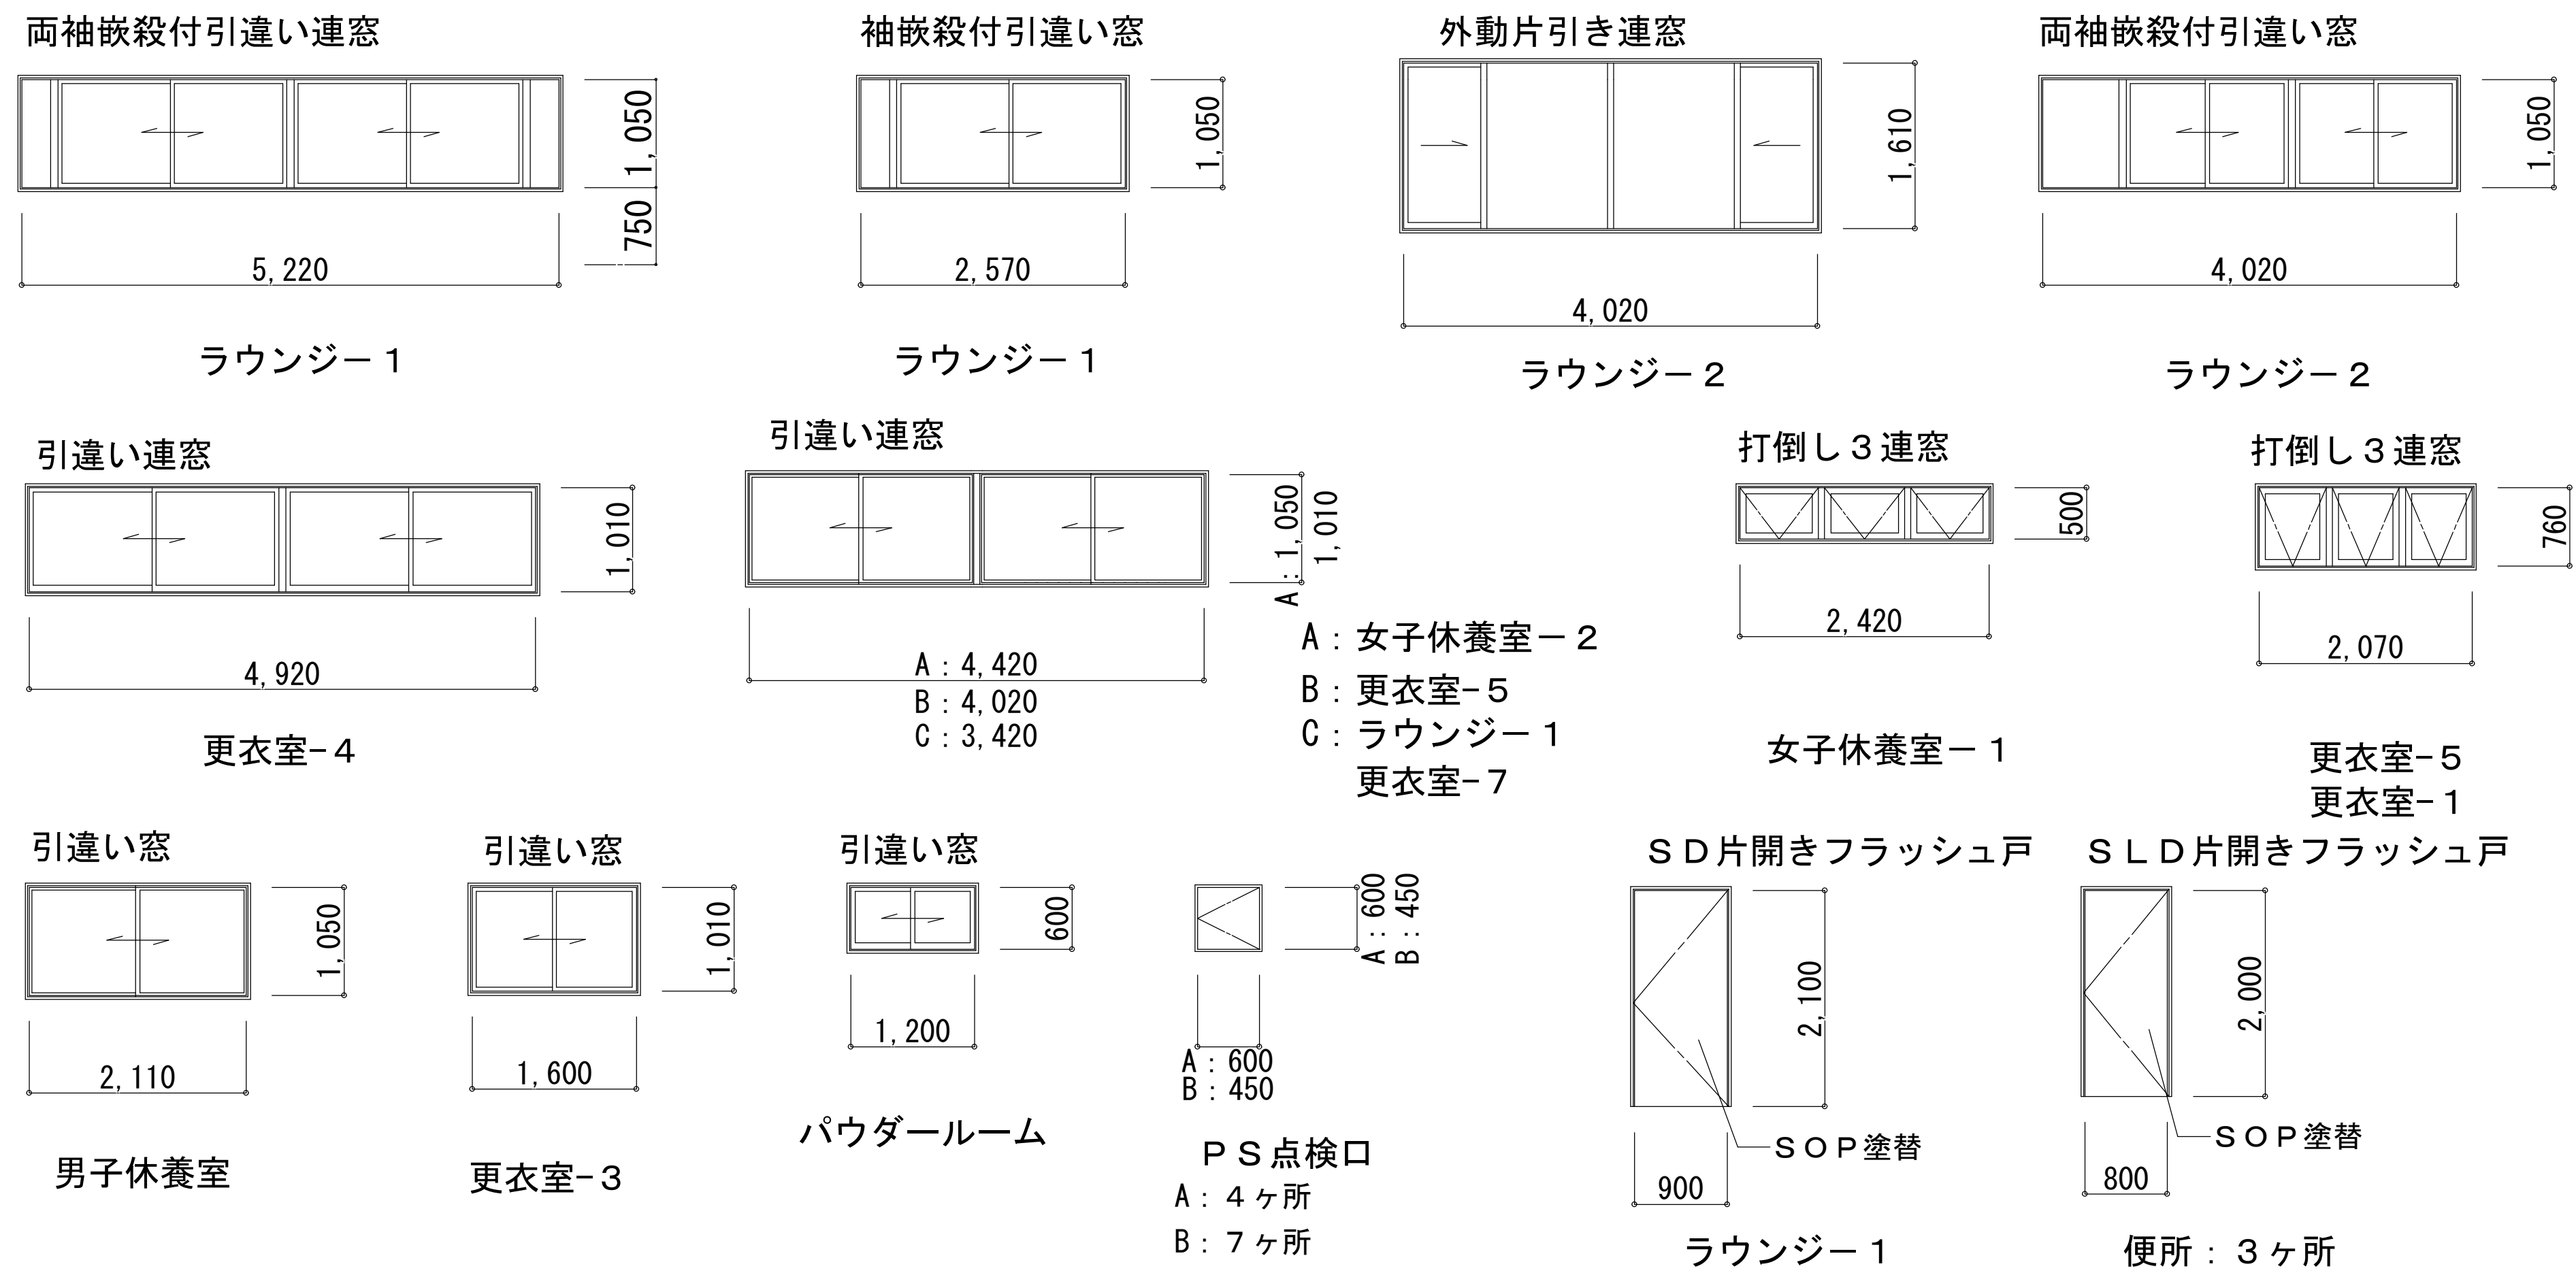 両袖嵌殺付引違い連窓
1,050
750
5,220
ラウンジー１
袖嵌殺付引違い窓
1,050
2,570
ラウンジー１
外動片引き連窓
1,610
4,020
ラウンジー２
両袖嵌殺付引違い窓
1,050
4,020
ラウンジー２
引違い連窓
1,010
4,920
更衣室-４
引違い連窓
A：1,050
1,010
A：4,420
B：4,020
C：3,420
A：女子休養室－２
B：更衣室-５
C：ラウンジー１
更衣室-７
打倒し３連窓
500
2,420
女子休養室－１
打倒し３連窓
760
2,070
更衣室-５
更衣室-１
引違い窓
1,050
2,110
男子休養室
引違い窓
1,010
1,600
更衣室-３
引違い窓
600
1,200
パウダールーム
A：600
B：450
A：600
B：450
ＰＳ点検口
A：４ヶ所
B：７ヶ所
ＳＤ片開きフラッシュ戸
2,100
ＳＯＰ塗替
900
ラウンジー１
ＳＬＤ片開きフラッシュ戸
2,000
ＳＯＰ塗替
800
便所：３ヶ所